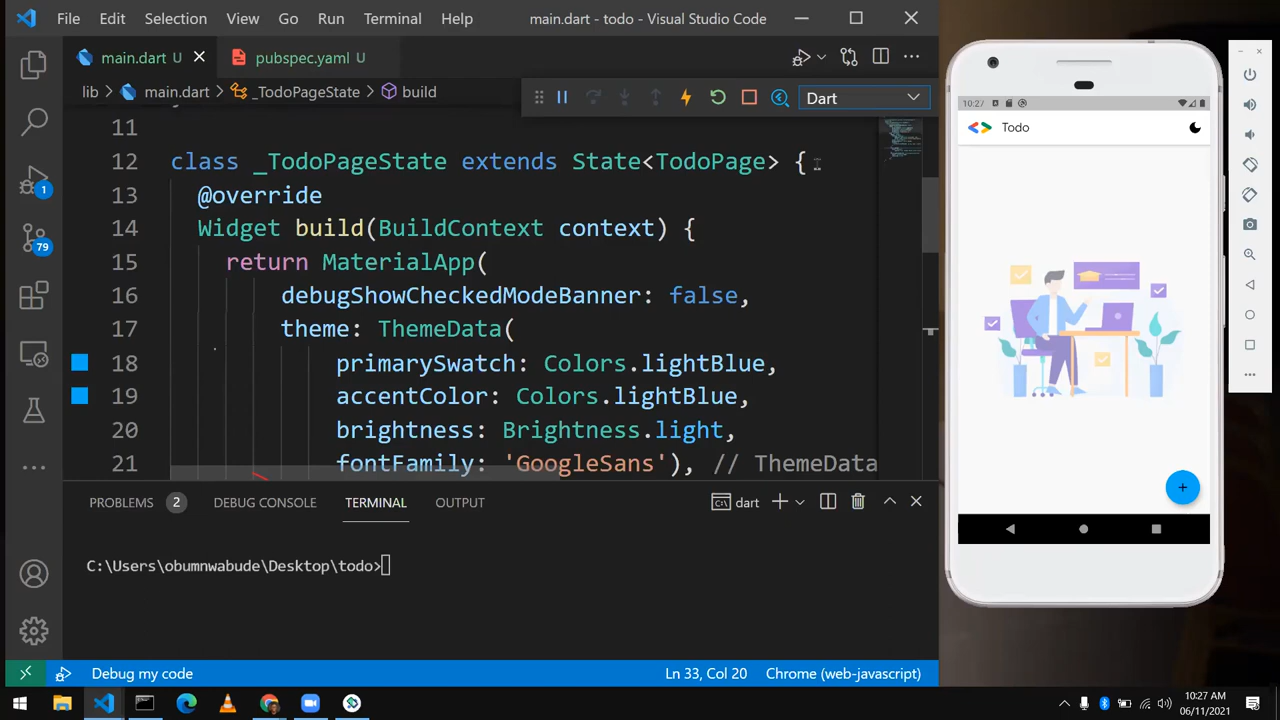 File Edit Selection View Go Run Terminal Help main.dart - todo - Visual Studio Code
main.dart U pubspec.yaml U
lib main.dart _TodoPageState build
Dart
11
12 class _TodoPageState extends State<TodoPage> {
13 @override
14 Widget build(BuildContext context) {
15 return MaterialApp(
16 debugShowCheckedModeBanner: false,
17 theme: ThemeData(
18 primarySwatch: Colors.lightBlue,
19 accentColor: Colors.lightBlue,
20 brightness: Brightness.light,
21 fontFamily: 'GoogleSans'), // ThemeData
1
79
PROBLEMS 2 DEBUG CONSOLE TERMINAL OUTPUT dart
C:\Users\obumnwabude\Desktop\todo>
Debug my code Ln 33, Col 20 Chrome (web-javascript)
10:27
Todo
10:27 AM
06/11/2021